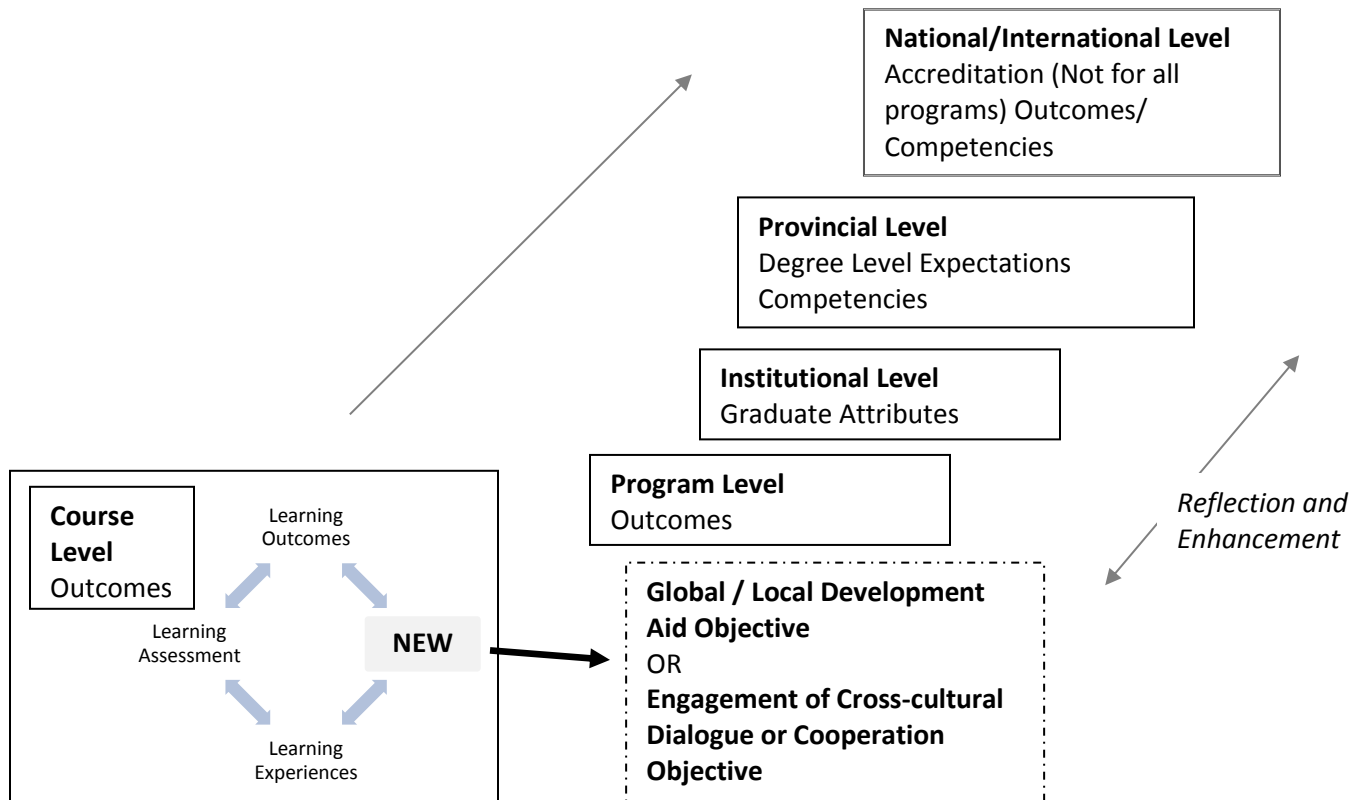 National/International Level
Accreditation (Not for all
programs) Outcomes/
Competencies
Provincial Level
Degree Level Expectations
Competencies
Institutional Level
Graduate Attributes
Program Level
Outcomes
Reflection and
Enhancement
Course
Level
Outcomes
Learning
Outcomes
Learning
Assessment
NEW
Learning
Experiences
Global / Local Development
Aid Objective
OR
Engagement of Cross-cultural
Dialogue or Cooperation
Objective